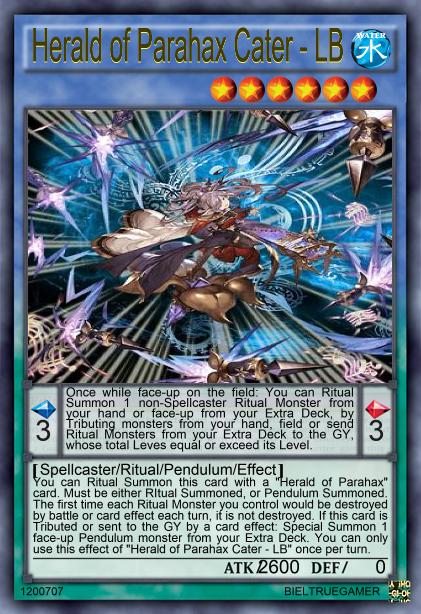 Herald of Parahax Cater - LB
WATER
水
Once while face-up on the field: You can Ritual
Summon 1 non-Spellcaster Ritual Monster from
your hand or face-up from your Extra Deck, by
Tributing monsters from your hand, field or send
Ritual Monsters from your Extra Deck to the GY,
whose total Leves equal or exceed its Level.
3
3
[Spellcaster/Ritual/Pendulum/Effect]
You can Ritual Summon this card with a "Herald of Parahax"
card. Must be either RItual Summoned, or Pendulum Summoned.
The first time each Ritual Monster you control would be destroyed
by battle or card effect each turn, it is not destroyed. If this card is
Tributed or sent to the GY by a card effect: Special Summon 1
face-up Pendulum monster from your Extra Deck. You can only
use this effect of "Herald of Parahax Cater - LB" once per turn.
ATK/2600 DEF/ 0
1200707 BIELTRUEGAMER